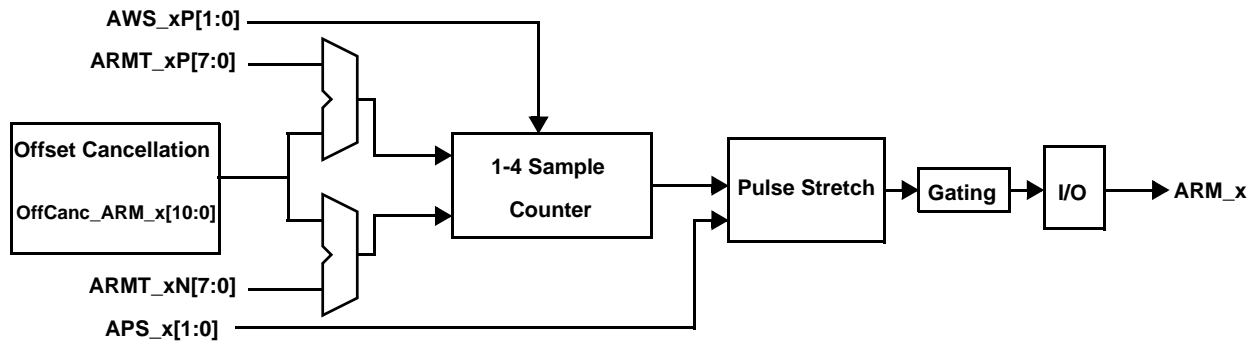 AWS_xP[1:0]
ARMT_xP[7:0]
Offset Cancellation
OffCanc_ARM_x[10:0]
1-4 Sample
Counter
Pulse Stretch
Gating
I/O
ARM_x
ARMT_xN[7:0]
APS_x[1:0]